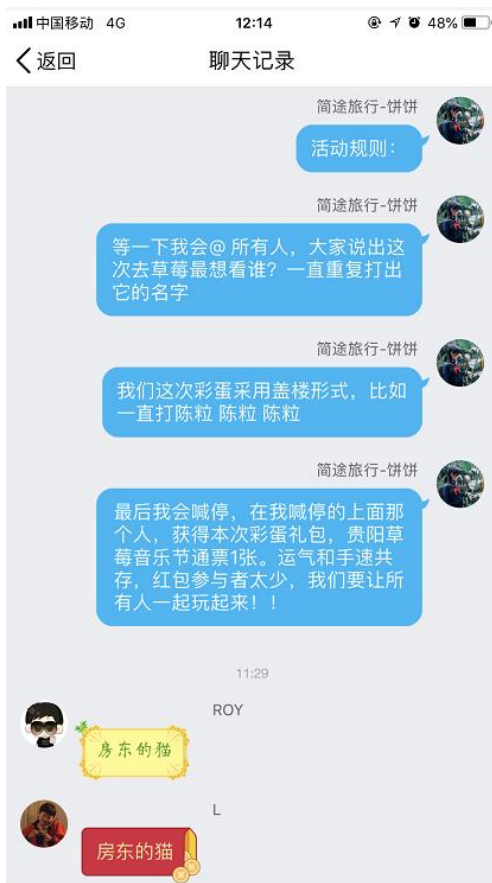 中国移动 4G 12:14 48%
返回 聊天记录
简途旅行-饼饼
活动规则：
简途旅行-饼饼
等一下我会@ 所有人，大家说出这
次去草莓最想看谁？一直重复打出
它的名字
简途旅行-饼饼
我们这次彩蛋采用盖楼形式，比如
一直打陈粒 陈粒 陈粒
简途旅行-饼饼
最后我会喊停，在我喊停的上面那
个人，获得本次彩蛋礼包，贵阳草
莓音乐节通票1张。运气和手速共
存，红包参与者太少，我们要让所
有人一起玩起来！！
11:29
ROY
房东的猫
L
房东的猫